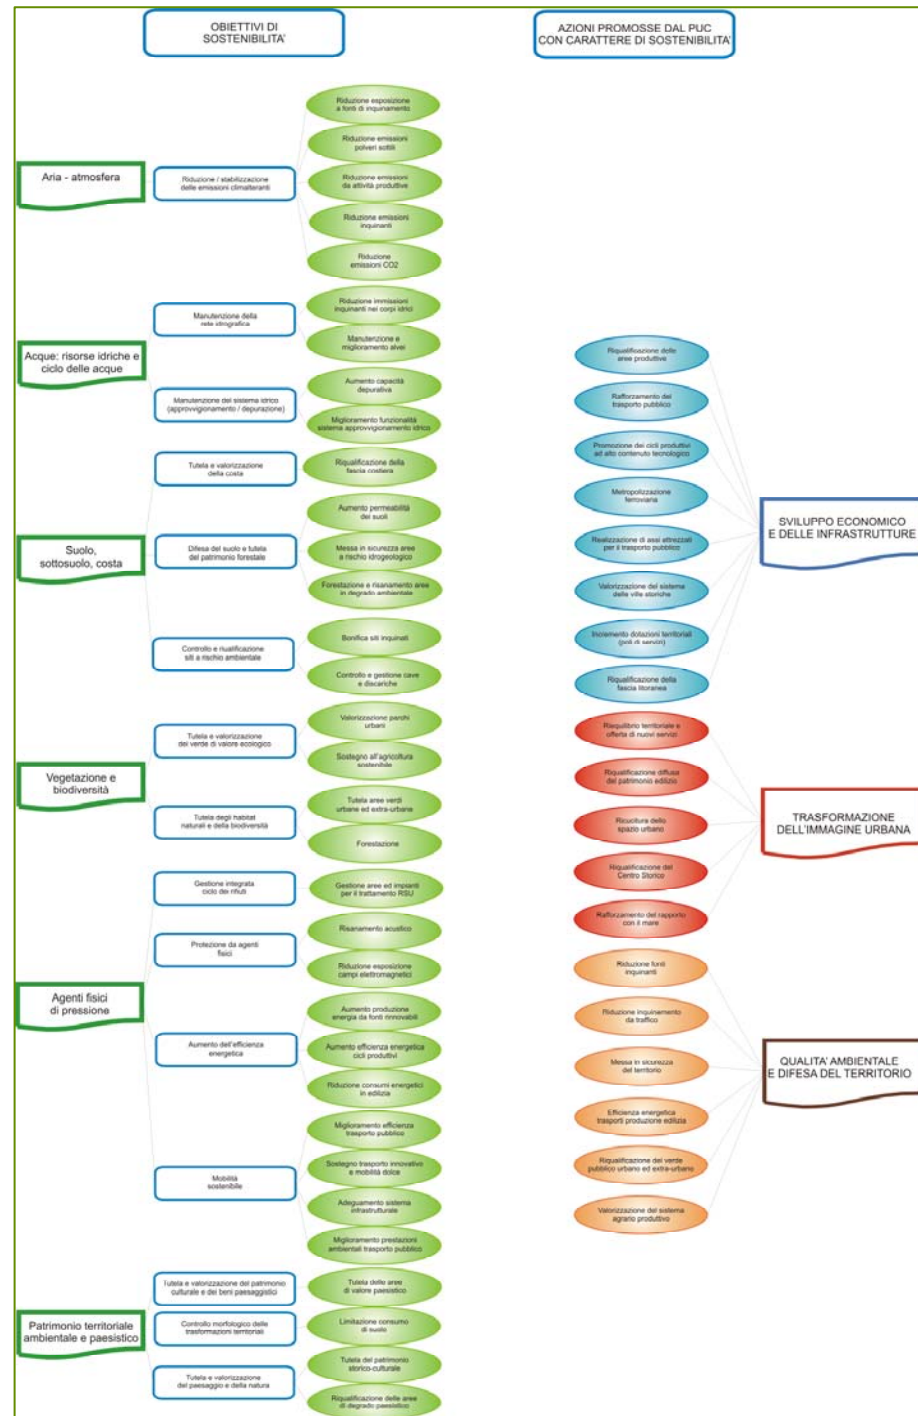 OBIETTIVI DI
SOSTENIBILITA'
AZIONI PROMOSSE DAL PUC
CON CARATTERE DI SOSTENIBILITA'
Aria - atmosfera
Riduzione / stabilizzazione
delle emissioni climalteranti
Riduzione esposizione
a fonti di inquinamento
Riduzione emissioni
polveri sottili
Riduzione emissioni
da attività produttive
Riduzione emissioni
inquinanti
Riduzione
emissioni CO2
Acque: risorse idriche e
ciclo delle acque
Manutenzione della
rete idrografica
Riduzione immissioni
inquinanti nei corpi idrici
Manutenzione e
miglioramento alvei
Manutenzione del sistema idrico
(approvvigionamento / depurazione)
Aumento capacità
depurativa
Miglioramento funzionalità
sistema approvvigionamento idrico
Suolo,
sottosuolo, costa
Tutela e valorizzazione
della costa
Riqualificazione della
fascia costiera
Difesa del suolo e tutela
del patrimonio forestale
Aumento permeabilità
dei suoli
Messa in sicurezza aree
a rischio idrogeologico
Forestazione e risanamento aree
in degrado ambientale
Controllo e riualificazione
siti a rischio ambientale
Bonifica siti inquinati
Controllo e gestione cave
e discariche
Vegetazione e
biodiversità
Tutela e valorizzazione
del verde di valore ecologico
Valorizzazione parchi
urbani
Sostegno all'agricoltura
sostenibile
Tutela degli habitat
naturali e della biodiversità
Tutela aree verdi
urbane ed extra-urbane
Forestazione
Agenti fisici
di pressione
Gestione integrata
ciclo dei rifiuti
Gestione aree ed impianti
per il trattamento RSU
Protezione da agenti
fisici
Risanamento acustico
Riduzione esposizione
campi elettromagnetici
Aumento dell'efficienza
energetica
Aumento produzione
energia da fonti rinnovabili
Aumento efficienza energetica
cicli produttivi
Riduzione consumi energetici
in edilizia
Mobilità
sostenibile
Miglioramento efficienza
trasporto pubblico
Sostegno trasporto innovativo
e mobilità dolce
Adeguamento sistema
infrastrutturale
Miglioramento prestazioni
ambientali trasporto pubblico
Patrimonio territoriale
ambientale e paesistico
Tutela e valorizzazione del patrimonio
culturale e dei beni paesaggistici
Tutela delle aree
di valore paesistico
Controllo morfologico delle
trasformazioni territoriali
Limitazione consumo
di suolo
Tutela e valorizzazione
del paesaggio e della natura
Tutela del patrimonio
storico-culturale
Riqualificazione delle aree
di degrado paesistico
Riqualificazione delle
aree produttive
Rafforzamento del
trasporto pubblico
Promozione dei cicli produttivi
ad alto contenuto tecnologico
Metropolizzazione
ferroviaria
Realizzazione di assi attrezzati
per il trasporto pubblico
Valorizzazione del sistema
delle ville storiche
Incremento dotazioni territoriali
(poli di servizi)
Riqualificazione della
fascia litoranea
SVILUPPO ECONOMICO
E DELLE INFRASTRUTTURE
Riequilibrio territoriale e
offerta di nuovi servizi
Riqualificazione diffusa
del patrimonio edilizio
Ricucitura dello
spazio urbano
Riqualificazione del
Centro Storico
Rafforzamento del rapporto
con il mare
TRASFORMAZIONE
DELL'IMMAGINE URBANA
Riduzione fonti
inquinanti
Riduzione inquinamento
da traffico
Messa in sicurezza
del territorio
Efficienza energetica
trasporti produzione edilizia
Riqualificazione del verde
pubblico urbano ed extra-urbano
Valorizzazione del sistema
agrario produttivo
QUALITA' AMBIENTALE
E DIFESA DEL TERRITORIO